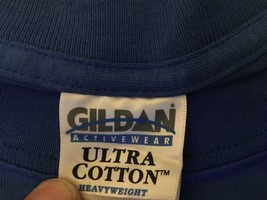 GILDAN
ACTIVEWEAR
ULTRA
COTTON™
HEAVYWEIGHT